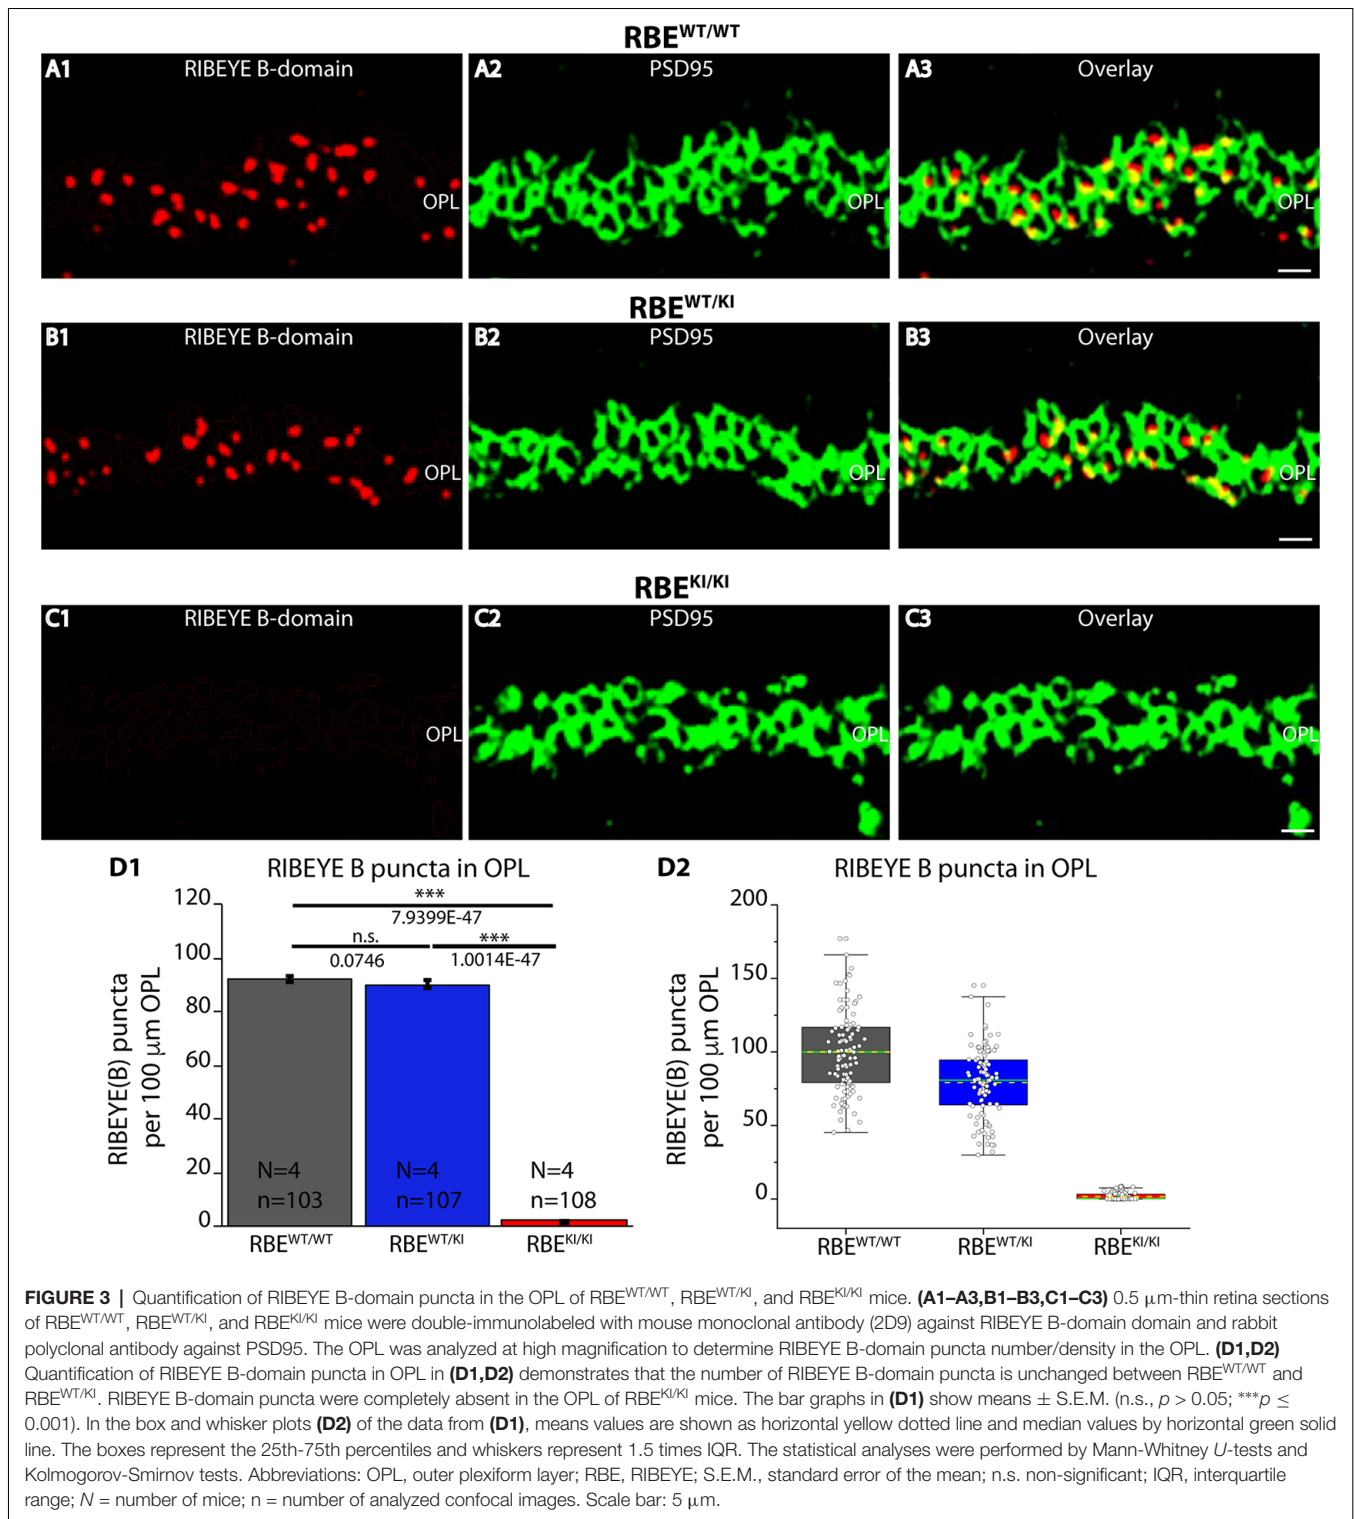 RBE^WT/WT
A1 RIBEYE B-domain A2 PSD95 A3 Overlay
OPL OPL OPL
RBE^WT/KI
B1 RIBEYE B-domain B2 PSD95 B3 Overlay
OPL OPL OPL
RBE^KI/KI
C1 RIBEYE B-domain C2 PSD95 C3 Overlay
OPL OPL OPL
D1 RIBEYE B puncta in OPL
RIBEYE(B) puncta
per 100 μm OPL
120
100
80
60
40
20
0
***
7.9399E-47
n.s.
0.0746
***
1.0014E-47
N=4 N=4 N=4
n=103 n=107 n=108
RBE^WT/WT RBE^WT/KI RBE^KI/KI
D2 RIBEYE B puncta in OPL
RIBEYE(B) puncta
per 100 μm OPL
200
150
100
50
0
RBE^WT/WT RBE^WT/KI RBE^KI/KI
FIGURE 3 | Quantification of RIBEYE B-domain puncta in the OPL of RBE^WT/WT, RBE^WT/KI, and RBE^KI/KI mice. (A1–A3,B1–B3,C1–C3) 0.5 μm-thin retina sections
of RBE^WT/WT, RBE^WT/KI, and RBE^KI/KI mice were double-immunolabeled with mouse monoclonal antibody (2D9) against RIBEYE B-domain domain and rabbit
polyclonal antibody against PSD95. The OPL was analyzed at high magnification to determine RIBEYE B-domain puncta number/density in the OPL. (D1,D2)
Quantification of RIBEYE B-domain puncta in OPL in (D1,D2) demonstrates that the number of RIBEYE B-domain puncta is unchanged between RBE^WT/WT and
RBE^WT/KI. RIBEYE B-domain puncta were completely absent in the OPL of RBE^KI/KI mice. The bar graphs in (D1) show means ± S.E.M. (n.s., p > 0.05; ***p ≤
0.001). In the box and whisker plots (D2) of the data from (D1), means values are shown as horizontal yellow dotted line and median values by horizontal green solid
line. The boxes represent the 25th-75th percentiles and whiskers represent 1.5 times IQR. The statistical analyses were performed by Mann-Whitney U-tests and
Kolmogorov-Smirnov tests. Abbreviations: OPL, outer plexiform layer; RBE, RIBEYE; S.E.M., standard error of the mean; n.s. non-significant; IQR, interquartile
range; N = number of mice; n = number of analyzed confocal images. Scale bar: 5 μm.